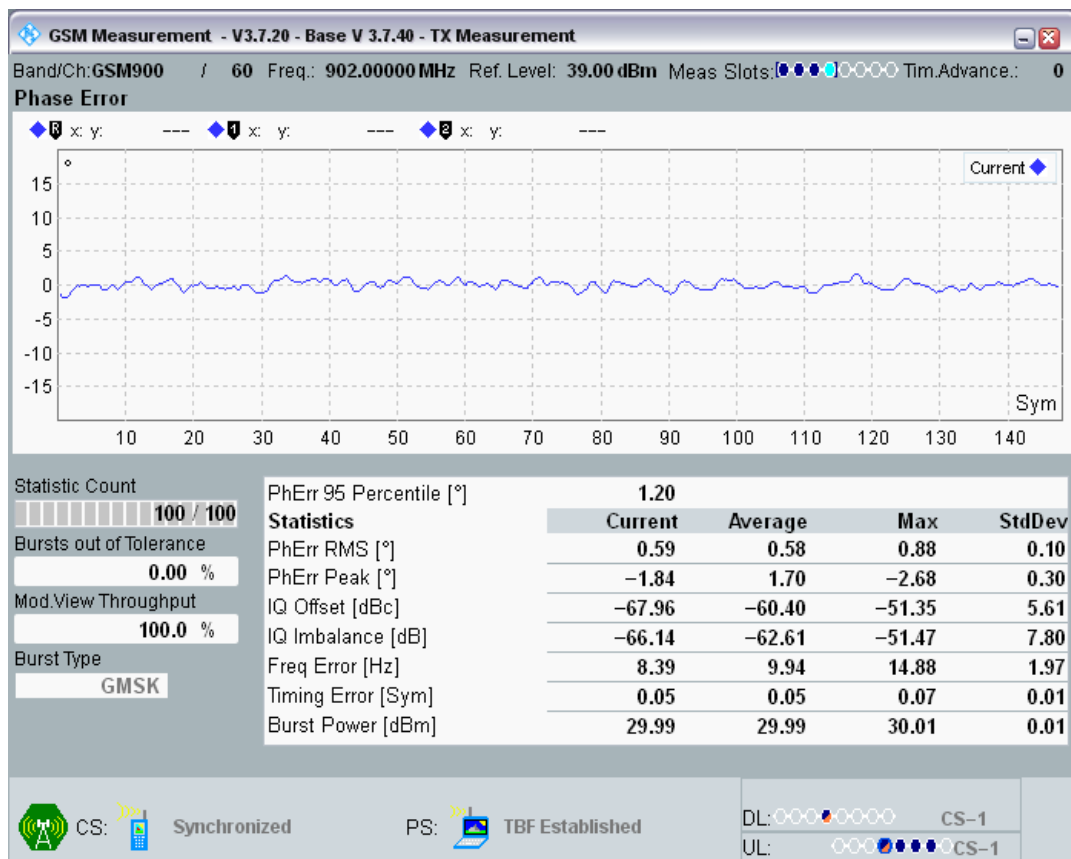 GSM Measurement - V3.7.20 - Base V 3.7.40 - TX Measurement
Band/Ch:GSM900 / 60 Freq.: 902.00000 MHz Ref. Level: 39.00 dBm Meas Slots: Tim.Advance.: 0
Phase Error
R x: y: --- 1 x: y: --- 2 x: y: ---
°
Current
15
10
5
0
-5
-10
-15
Sym
10 20 30 40 50 60 70 80 90 100 110 120 130 140
Statistic Count
100 / 100
Bursts out of Tolerance
0.00 %
Mod.View Throughput
100.0 %
Burst Type
GMSK
PhErr 95 Percentile [°] 1.20
Statistics Current Average Max StdDev
PhErr RMS [°] 0.59 0.58 0.88 0.10
PhErr Peak [°] −1.84 1.70 −2.68 0.30
IQ Offset [dBc] −67.96 −60.40 −51.35 5.61
IQ Imbalance [dB] −66.14 −62.61 −51.47 7.80
Freq Error [Hz] 8.39 9.94 14.88 1.97
Timing Error [Sym] 0.05 0.05 0.07 0.01
Burst Power [dBm] 29.99 29.99 30.01 0.01
CS: Synchronized PS: TBF Established
DL: CS−1
UL: CS−1